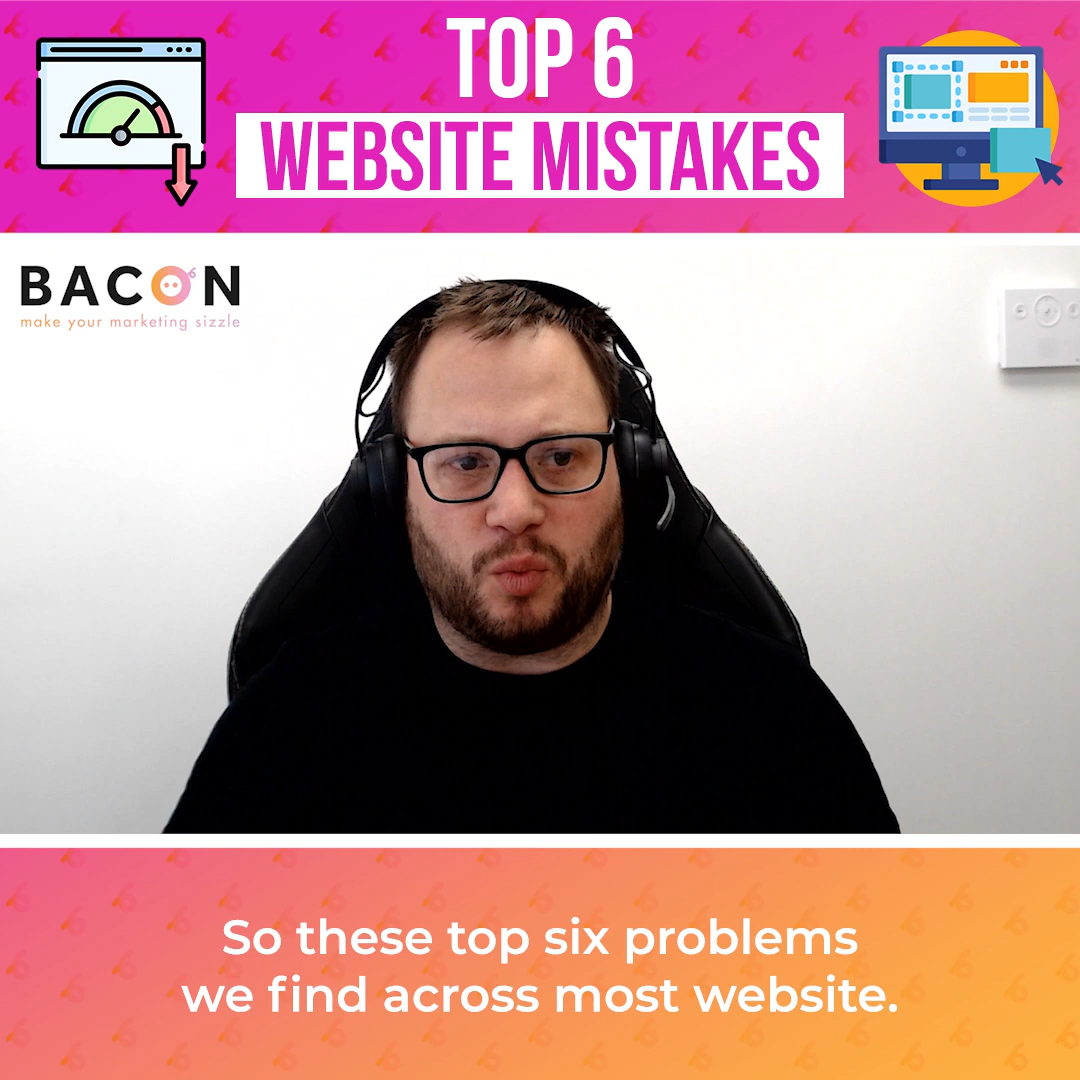 TOP 6
WEBSITE MISTAKES
BACON
make your marketing sizzle
So these top six problems
we find across most website.